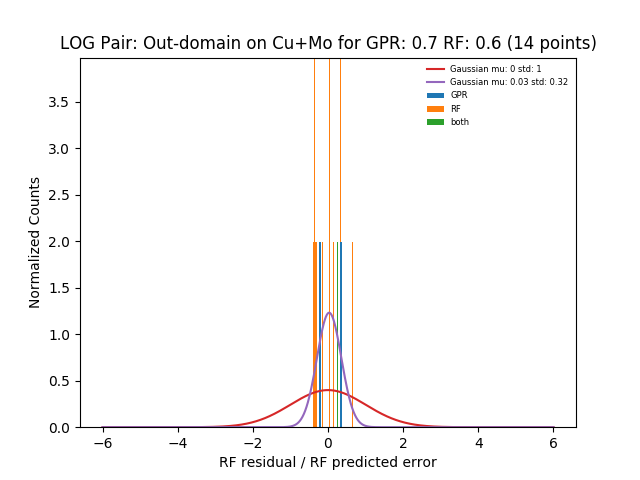 LOG Pair: Out-domain on Cu+Mo for GPR: 0.7 RF: 0.6 (14 points)
Gaussian mu: 0 std: 1
Gaussian mu: 0.03 std: 0.32
GPR
RF
both
Normalized Counts
3.5
3.0
2.5
2.0
1.5
1.0
0.5
0.0
−6 −4 −2 0 2 4 6
RF residual / RF predicted error